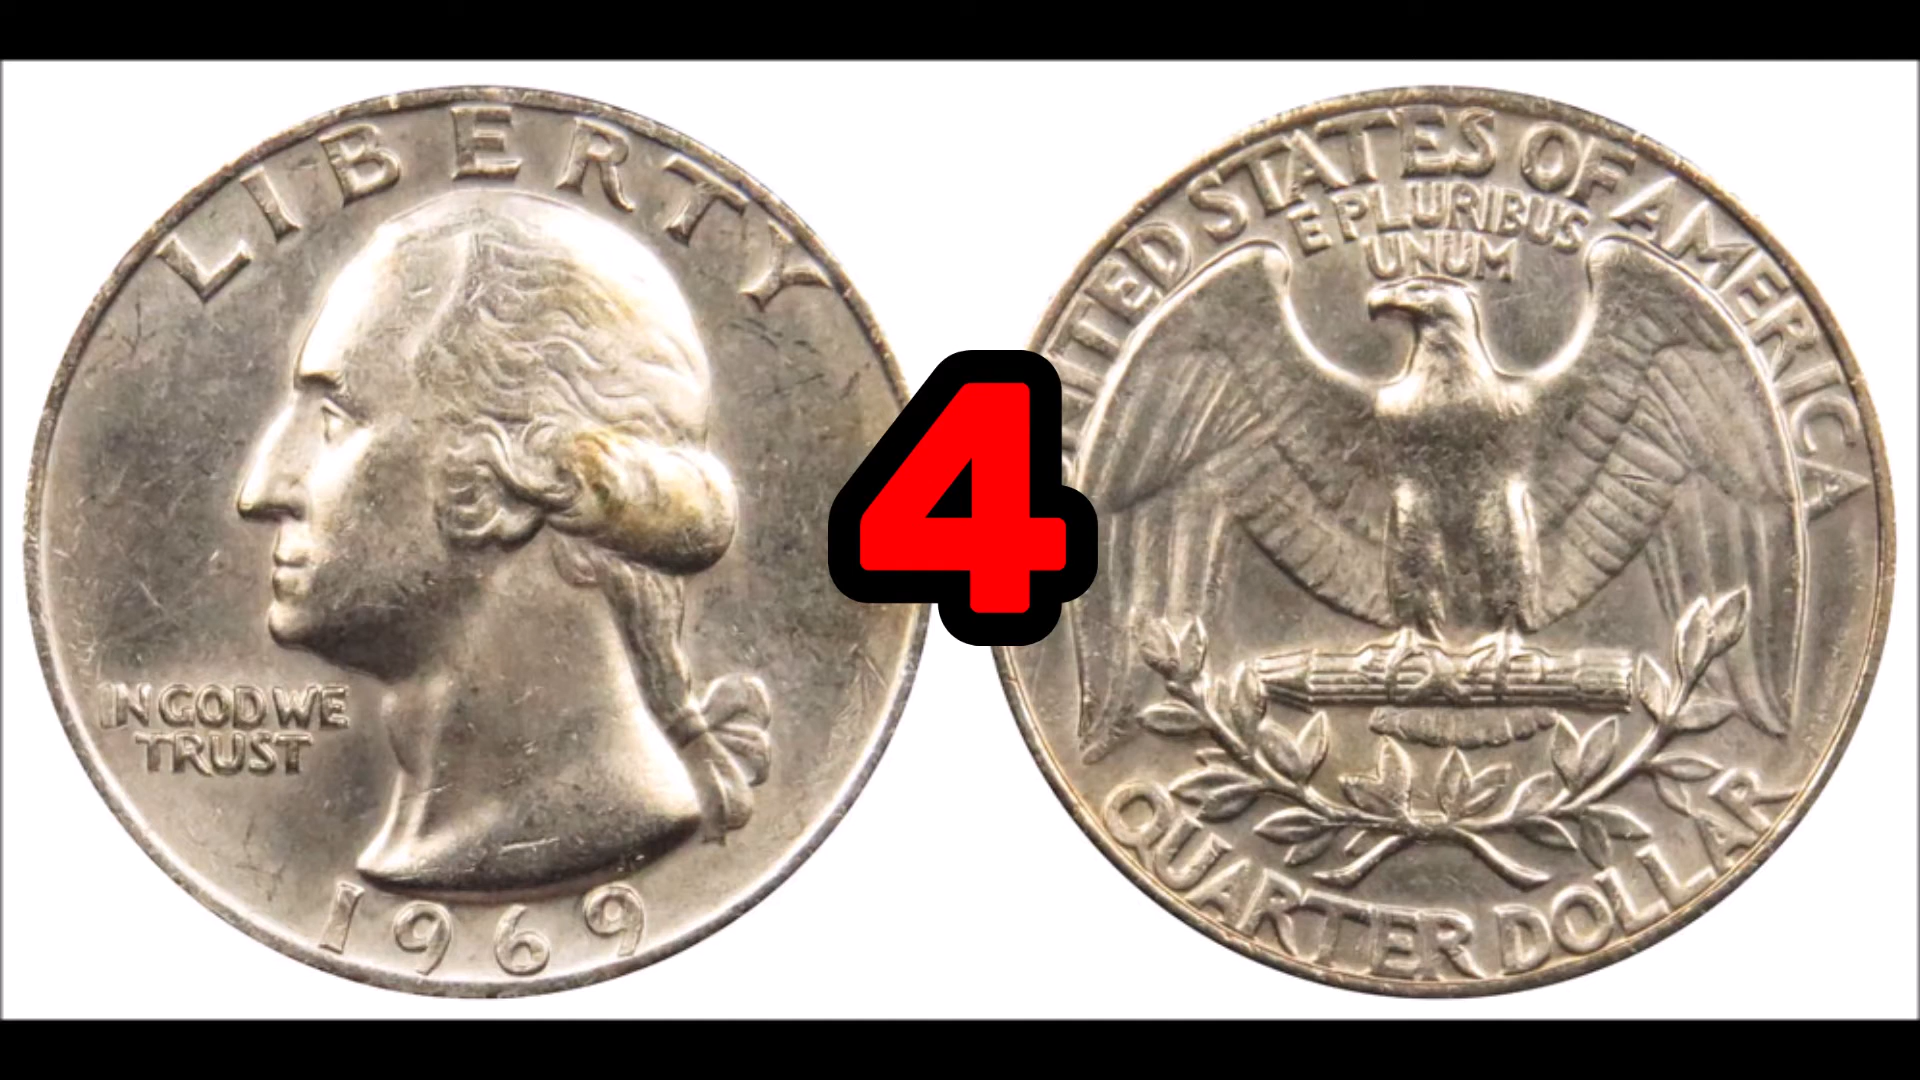 LIBERTY
IN GOD WE
TRUST
1969
4
UNITED STATES OF AMERICA
E PLURIBUS
UNUM
QUARTER DOLLAR